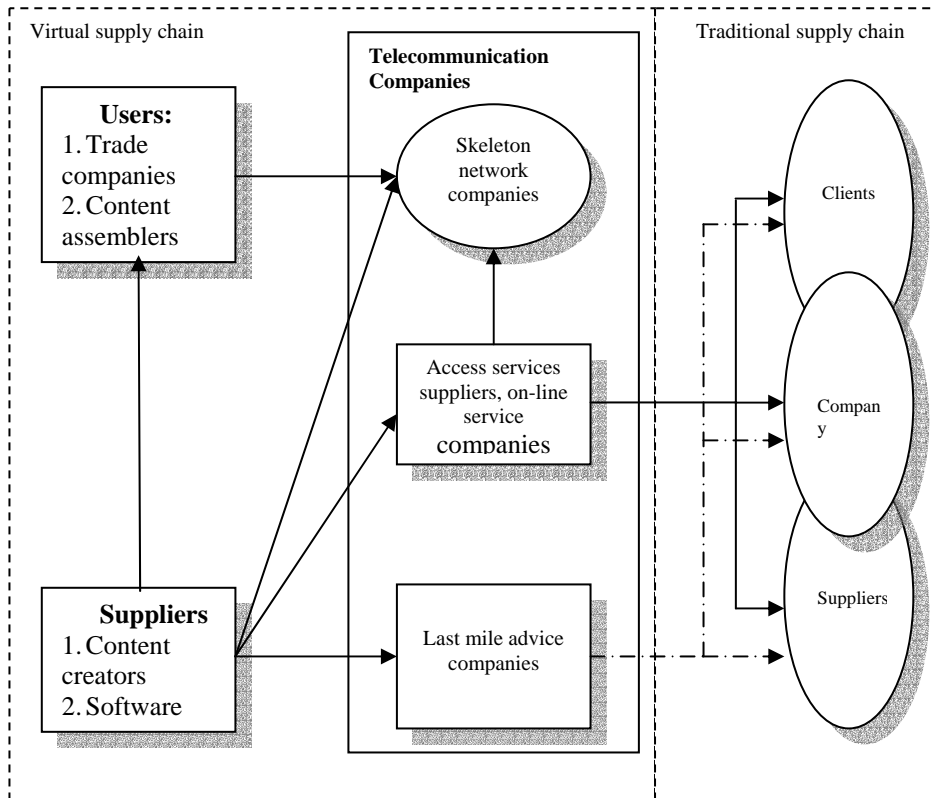 Virtual supply chain
Traditional supply chain
Telecommunication
Companies
Users:
1. Trade
companies
2. Content
assemblers
Skeleton
network
companies
Clients
Access services
suppliers, on-line
service
companies
Compan
y
Suppliers
1. Content
creators
2. Software
Last mile advice
companies
Suppliers